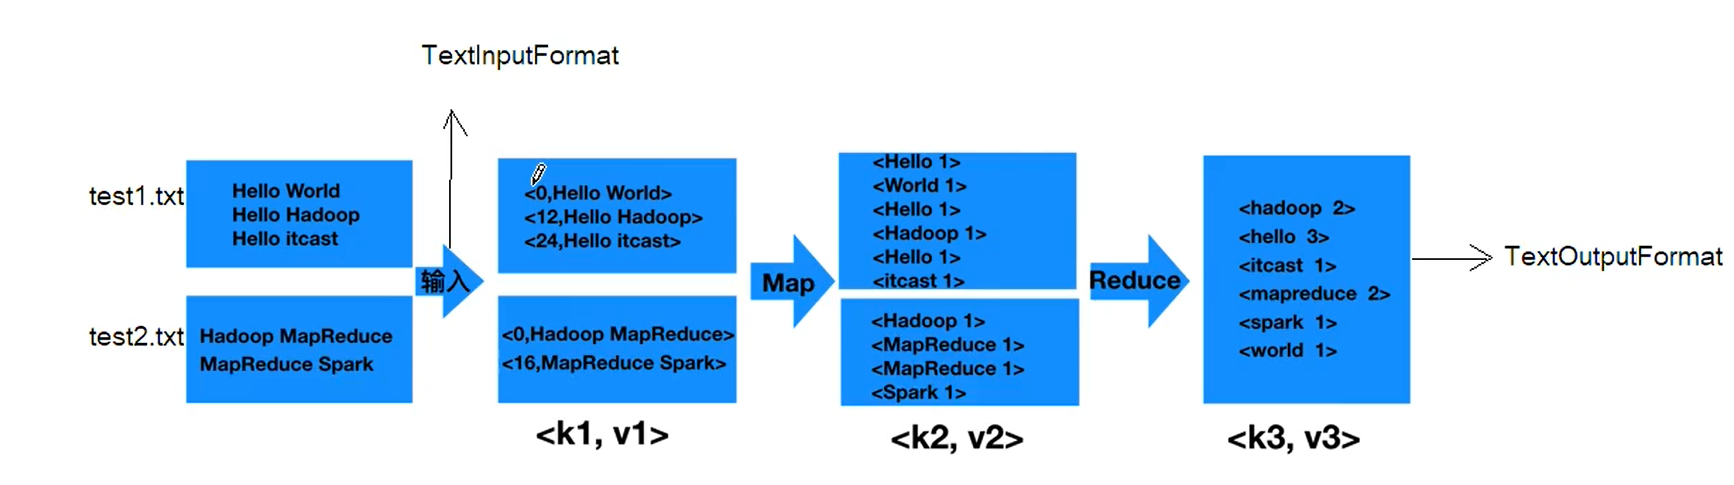 TextInputFormat
test1.txt
Hello World
Hello Hadoop
Hello itcast
test2.txt
Hadoop MapReduce
MapReduce Spark
输入
<0,Hello World>
<12,Hello Hadoop>
<24,Hello itcast>
<0,Hadoop MapReduce>
<16,MapReduce Spark>
<k1, v1>
Map
<Hello 1>
<World 1>
<Hello 1>
<Hadoop 1>
<Hello 1>
<itcast 1>
<Hadoop 1>
<MapReduce 1>
<MapReduce 1>
<Spark 1>
<k2, v2>
Reduce
<hadoop 2>
<hello 3>
<itcast 1>
<mapreduce 2>
<spark 1>
<world 1>
<k3, v3>
TextOutputFormat